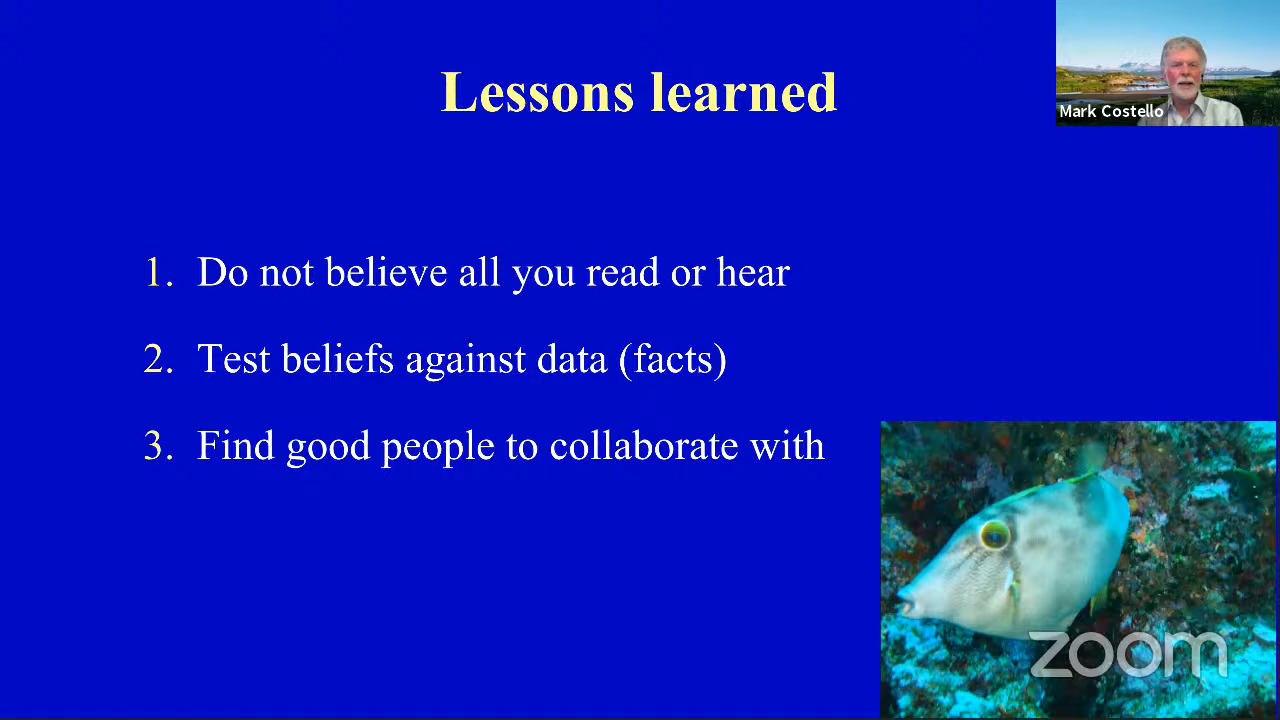 Lessons learned
Mark Costello
1. Do not believe all you read or hear
2. Test beliefs against data (facts)
3. Find good people to collaborate with
zoom